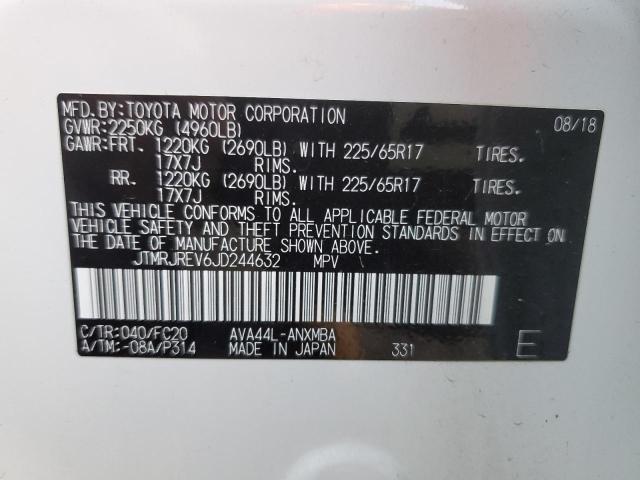 MFD.BY:TOYOTA MOTOR CORPORATION 08/18
GVWR:2250KG (4960LB)
GAWR:FRT. 1220KG (2690LB) WITH 225/65R17 TIRES.
17X7J RIMS.
RR. 1220KG (2690LB) WITH 225/65R17 TIRES.
17X7J RIMS.
THIS VEHICLE CONFORMS TO ALL APPLICABLE FEDERAL MOTOR
VEHICLE SAFETY AND THEFT PREVENTION STANDARDS IN EFFECT ON
THE DATE OF MANUFACTURE SHOWN ABOVE.
JTMRJREV6JD244632 MPV
C/TR:040/FC20 AVA44L-ANXMBA
A/TM:-08A/P314 MADE IN JAPAN 331 E